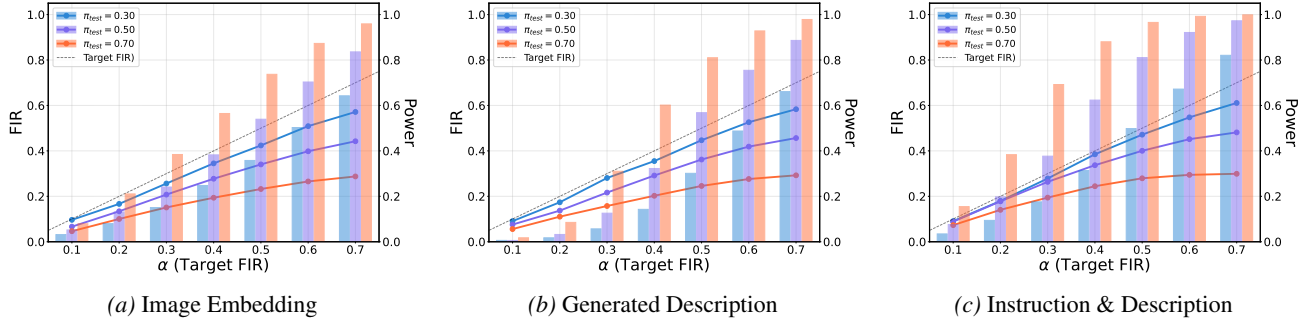 π_test = 0.30
π_test = 0.50
π_test = 0.70
Target FIR)
FIR
1.0
0.8
0.6
0.4
0.2
0.0
1.0
0.8
0.6
0.4
0.2
0.0
Power
0.1 0.2 0.3 0.4 0.5 0.6 0.7
α (Target FIR)
(a) Image Embedding
π_test = 0.30
π_test = 0.50
π_test = 0.70
Target FIR)
FIR
1.0
0.8
0.6
0.4
0.2
0.0
1.0
0.8
0.6
0.4
0.2
0.0
Power
0.1 0.2 0.3 0.4 0.5 0.6 0.7
α (Target FIR)
(b) Generated Description
π_test = 0.30
π_test = 0.50
π_test = 0.70
Target FIR)
FIR
1.0
0.8
0.6
0.4
0.2
0.0
1.0
0.8
0.6
0.4
0.2
0.0
Power
0.1 0.2 0.3 0.4 0.5 0.6 0.7
α (Target FIR)
(c) Instruction & Description